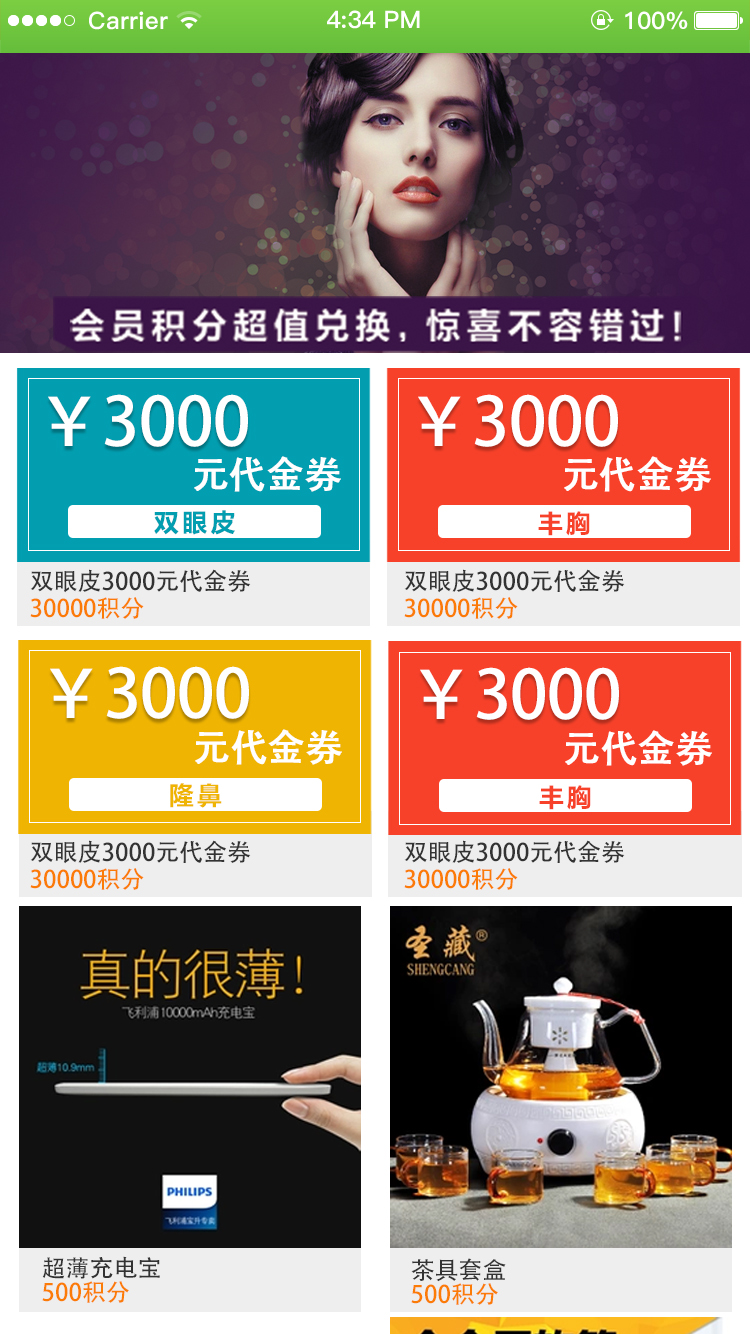 Carrier 4:34 PM 100%
会员积分超值兑换，惊喜不容错过！
￥3000
元代金券
双眼皮
双眼皮3000元代金券
30000积分
￥3000
元代金券
丰胸
双眼皮3000元代金券
30000积分
￥3000
元代金券
隆鼻
双眼皮3000元代金券
30000积分
￥3000
元代金券
丰胸
双眼皮3000元代金券
30000积分
真的很薄！
飞利浦10000mAh充电宝
超薄10.9mm
PHILIPS
飞利浦宝升专卖
超薄充电宝
500积分
圣藏®
SHENGCANG
茶具套盒
500积分